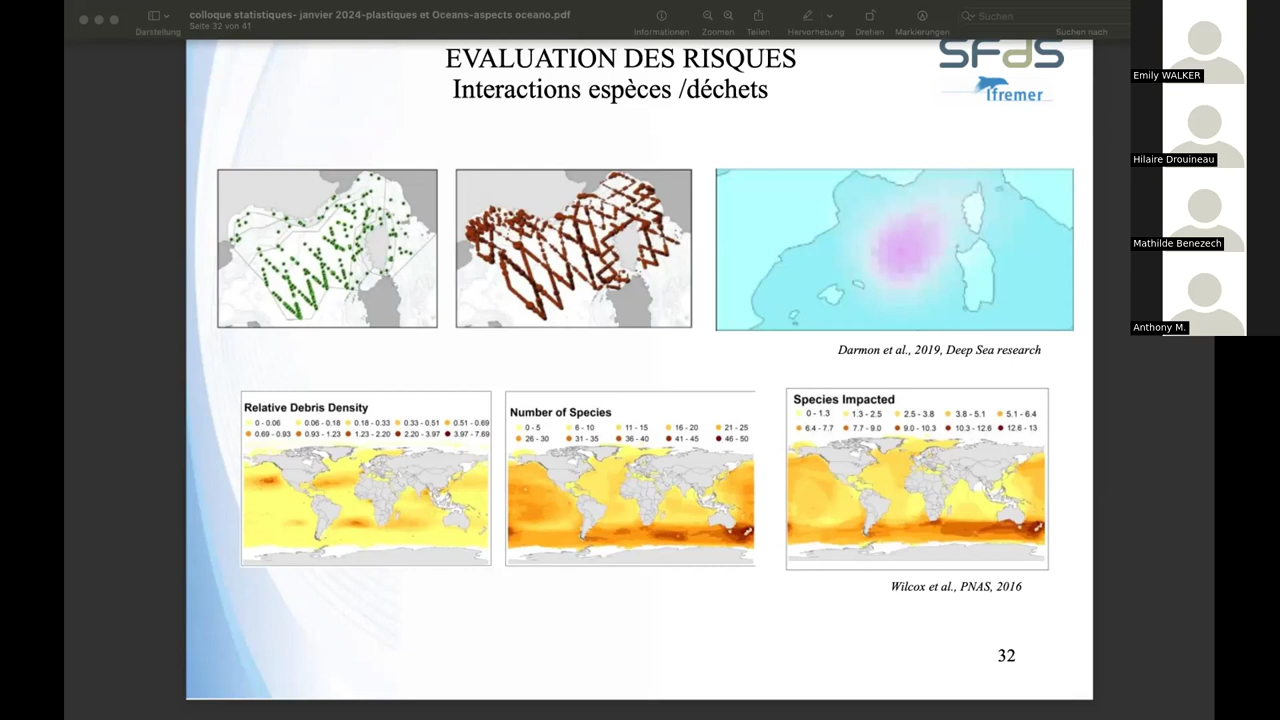 colloque statistiques- janvier 2024-plastiques et Oceans-aspects oceano.pdf
Seite 32 von 41
Darstellung
Informationen
Zoomen
Teilen
Hervorhebung
Drehen
Markierungen
Suchen
Suchen nach
EVALUATION DES RISQUES
Interactions espèces /déchets
SFdS
Ifremer
Darmon et al., 2019, Deep Sea research
Relative Debris Density
0 - 0.06 0.06 - 0.18 0.18 - 0.33 0.33 - 0.51 0.51 - 0.69
0.69 - 0.93 0.93 - 1.23 1.23 - 2.20 2.20 - 3.97 3.97 - 7.69
Number of Species
0 - 5 6 - 10 11 - 15 16 - 20 21 - 25
26 - 30 31 - 35 36 - 40 41 - 45 46 - 50
Species Impacted
0 - 1.3 1.3 - 2.5 2.5 - 3.8 3.8 - 5.1 5.1 - 6.4
6.4 - 7.7 7.7 - 9.0 9.0 - 10.3 10.3 - 12.6 12.6 - 13
Wilcox et al., PNAS, 2016
32
Emily WALKER
Hilaire Drouineau
Mathilde Benezech
Anthony M.